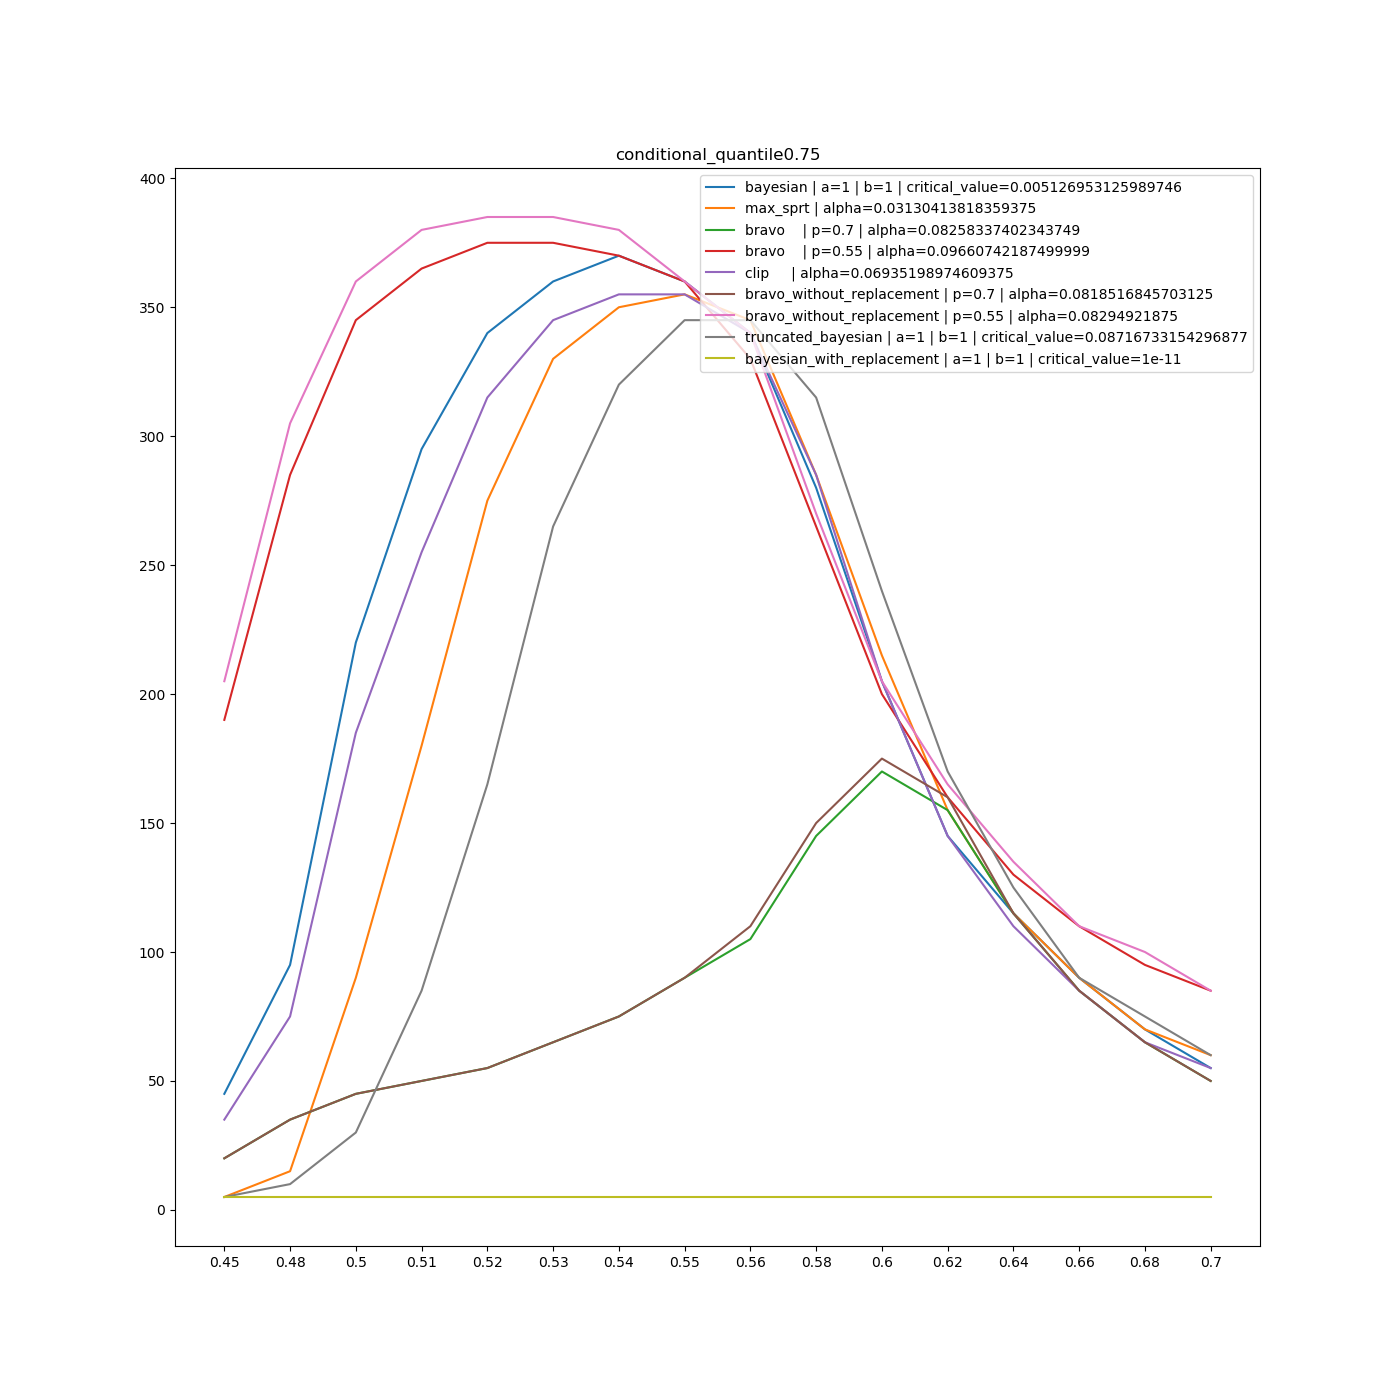 conditional_quantile0.75
400
350
300
250
200
150
100
50
0
bayesian | a=1 | b=1 | critical_value=0.005126953125989746
max_sprt | alpha=0.03130413818359375
bravo    | p=0.7 | alpha=0.08258337402343749
bravo    | p=0.55 | alpha=0.09660742187499999
clip     | alpha=0.06935198974609375
bravo_without_replacement | p=0.7 | alpha=0.0818516845703125
bravo_without_replacement | p=0.55 | alpha=0.08294921875
truncated_bayesian | a=1 | b=1 | critical_value=0.08716733154296877
bayesian_with_replacement | a=1 | b=1 | critical_value=1e-11
0.45 0.48 0.5 0.51 0.52 0.53 0.54 0.55 0.56 0.58 0.6 0.62 0.64 0.66 0.68 0.7